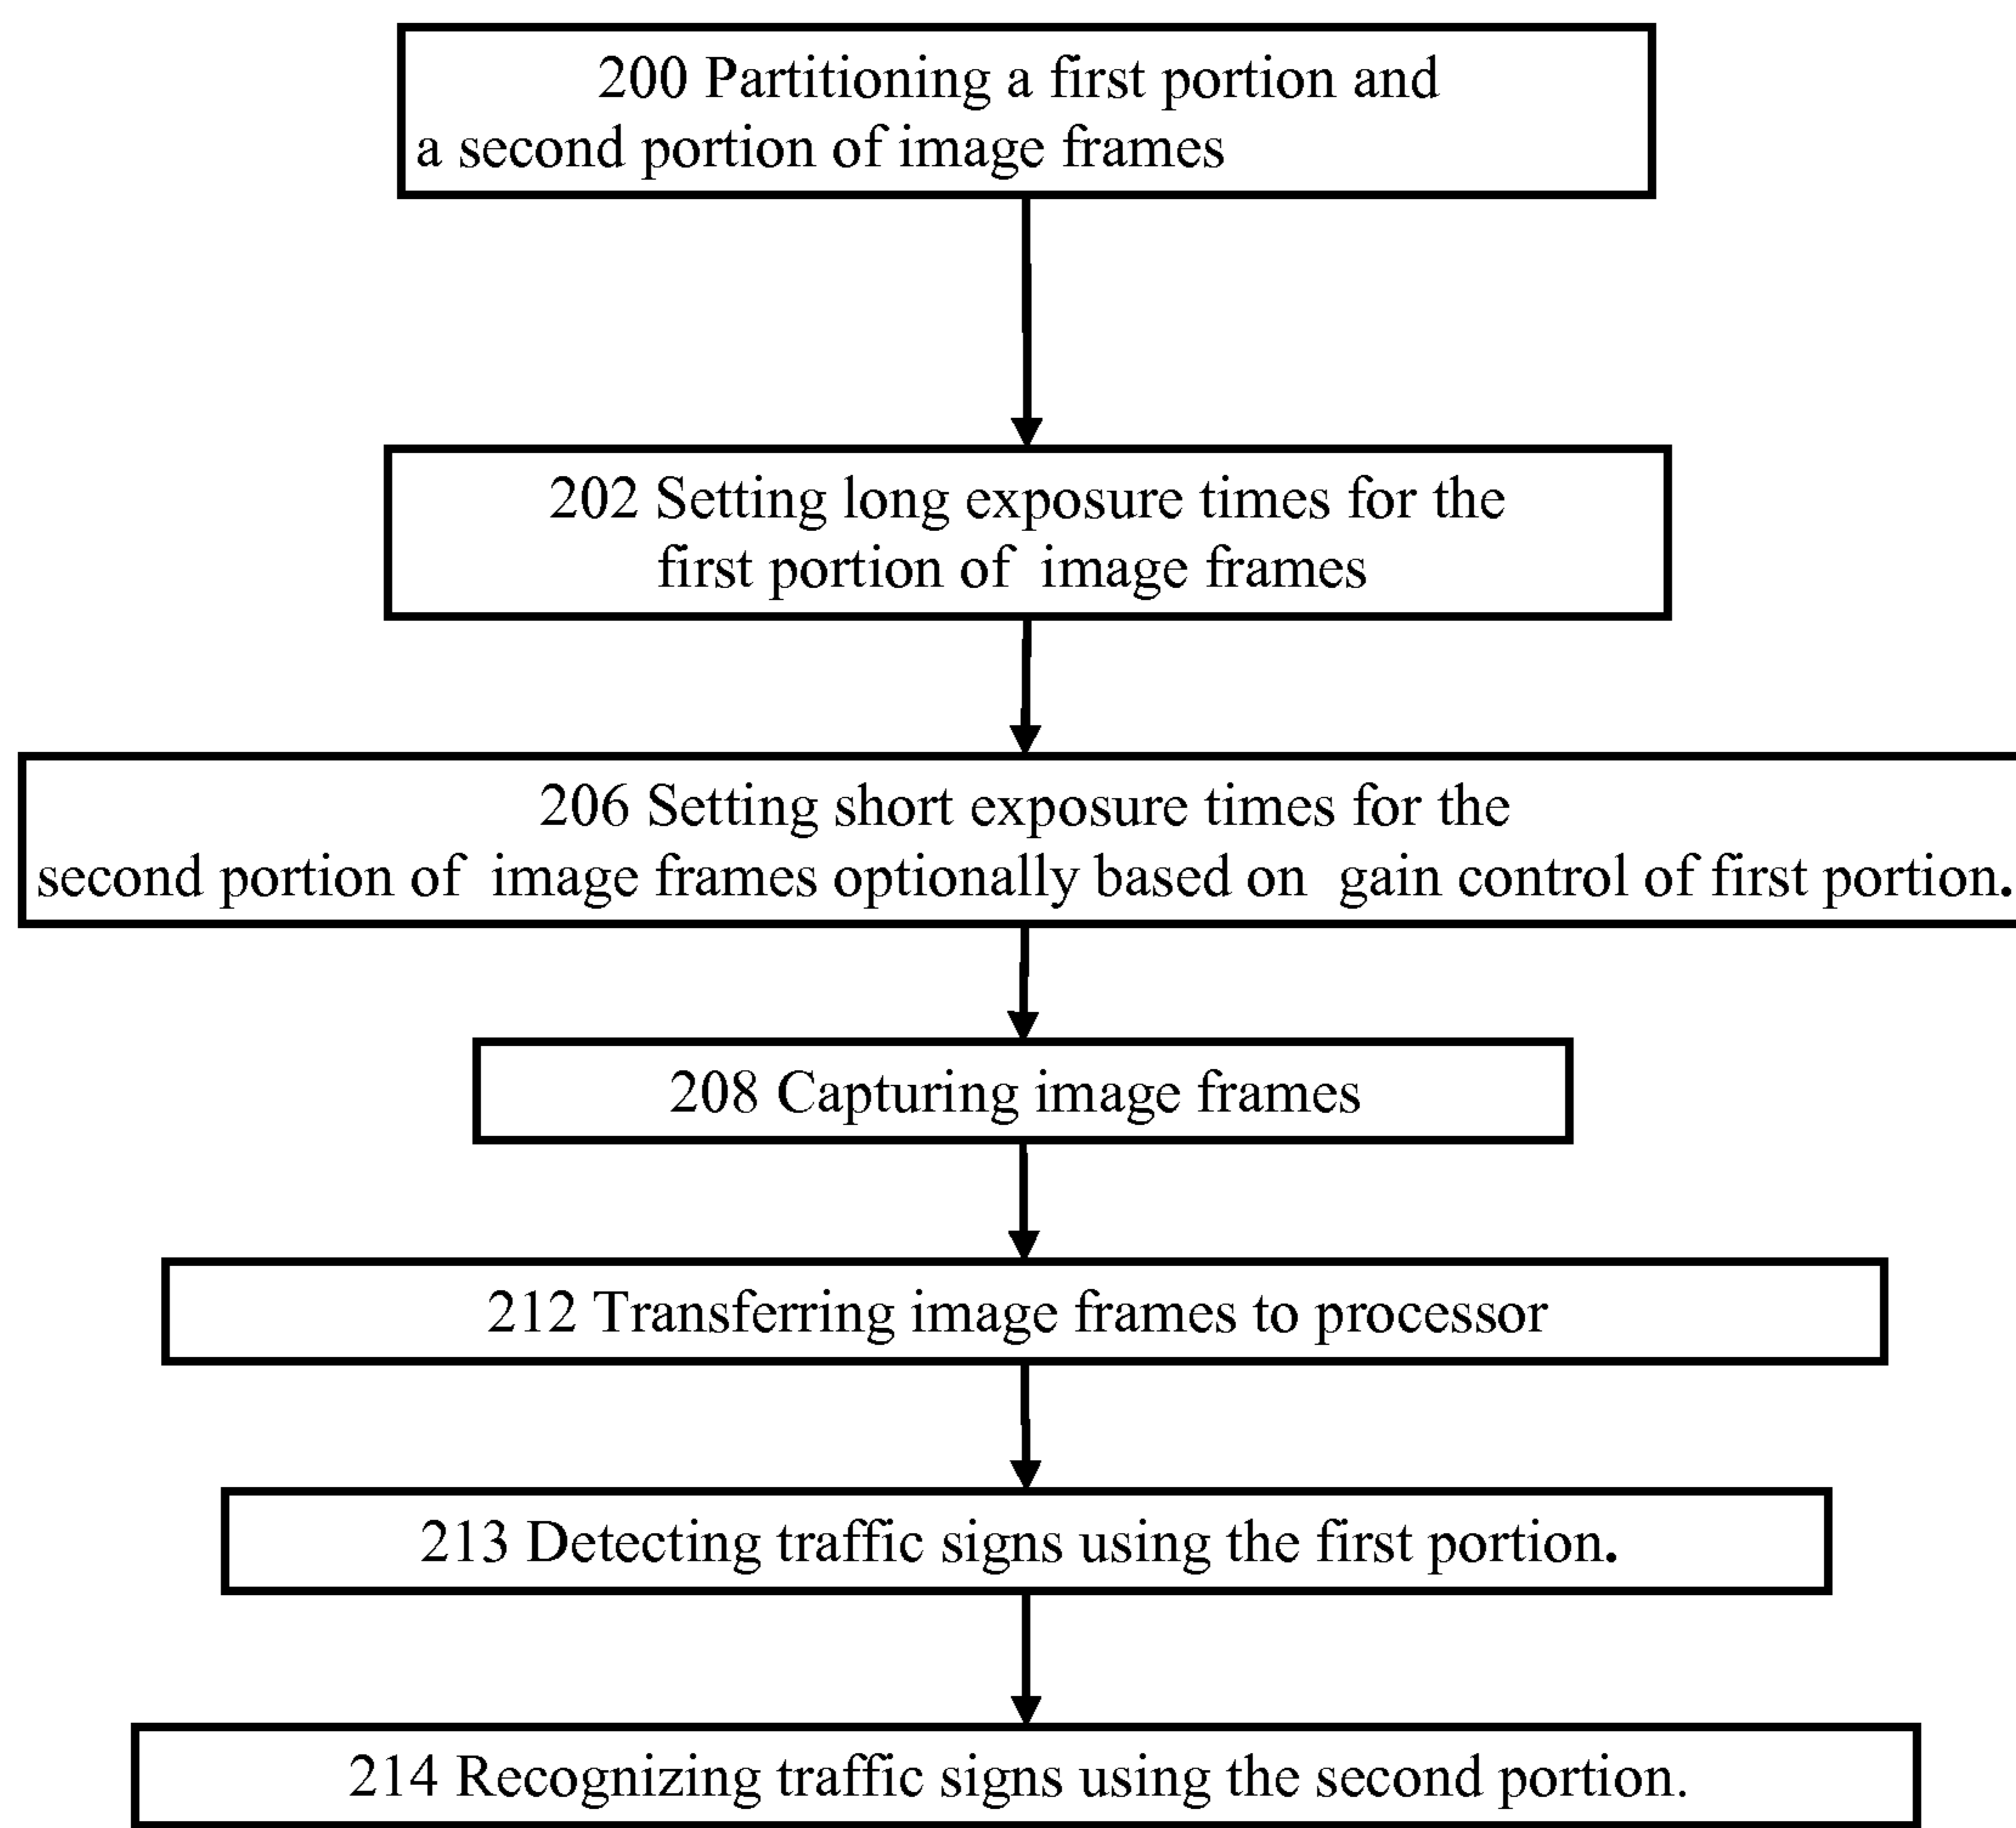 200 Partitioning a first portion and
a second portion of image frames
202 Setting long exposure times for the
first portion of image frames
206 Setting short exposure times for the
second portion of image frames optionally based on gain control of first portion.
208 Capturing image frames
212 Transferring image frames to processor
213 Detecting traffic signs using the first portion.
214 Recognizing traffic signs using the second portion.